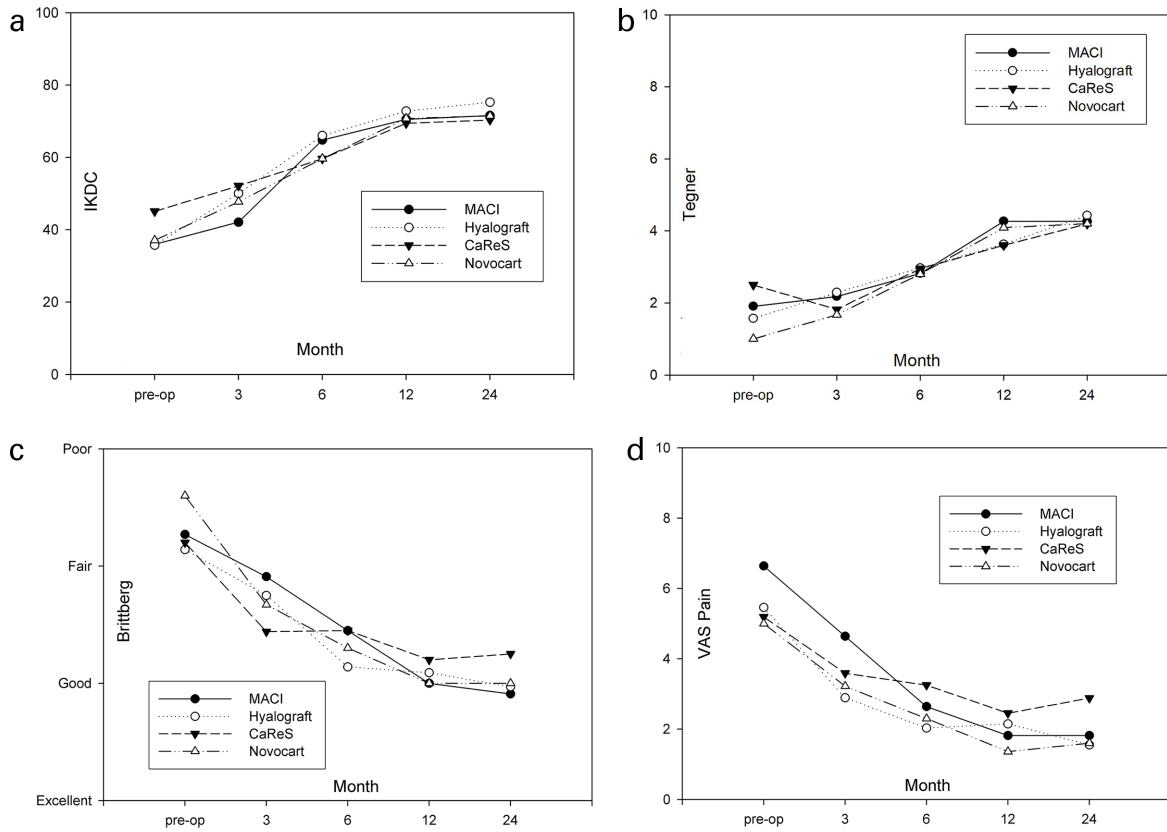 a
100
80
60
40
20
0
IKDC
MACI
Hyalograft
CaReS
Novocart
Month
pre-op 3 6 12 24
b
10
8
6
4
2
0
Tegner
MACI
Hyalograft
CaReS
Novocart
Month
pre-op 3 6 12 24
c
Poor
Fair
Good
Excellent
Brittberg
MACI
Hyalograft
CaReS
Novocart
Month
pre-op 3 6 12 24
d
10
8
6
4
2
0
VAS Pain
MACI
Hyalograft
CaReS
Novocart
Month
pre-op 3 6 12 24